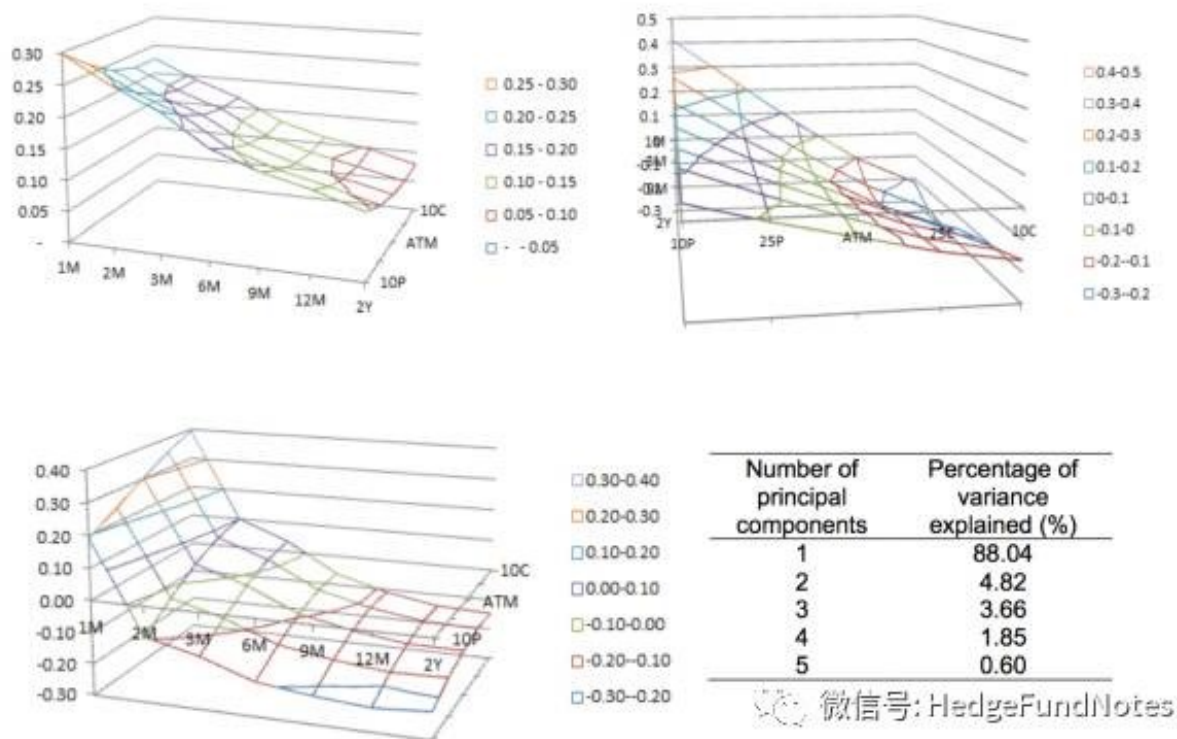 0.30
0.25
0.20
0.15
0.10
0.05
-
1M
2M
3M
6M
9M
12M
2Y
10P
ATM
10C
0.25 - 0.30
0.20 - 0.25
0.15 - 0.20
0.10 - 0.15
0.05 - 0.10
- - 0.05
0.5
0.4
0.3
0.2
0.1
-0.3
2Y
10P
25P
ATM
25C
10C
0.4-0.5
0.3-0.4
0.2-0.3
0.1-0.2
0-0.1
-0.1-0
-0.2--0.1
-0.3--0.2
0.40
0.30
0.20
0.10
0.00
-0.10
-0.20
-0.30
1M
2M
3M
6M
9M
12M
2Y
10P
ATM
10C
0.30-0.40
0.20-0.30
0.10-0.20
0.00-0.10
-0.10-0.00
-0.20--0.10
-0.30--0.20
Number of principal components
Percentage of variance explained (%)
1 88.04
2 4.82
3 3.66
4 1.85
5 0.60
微信号: HedgeFundNotes